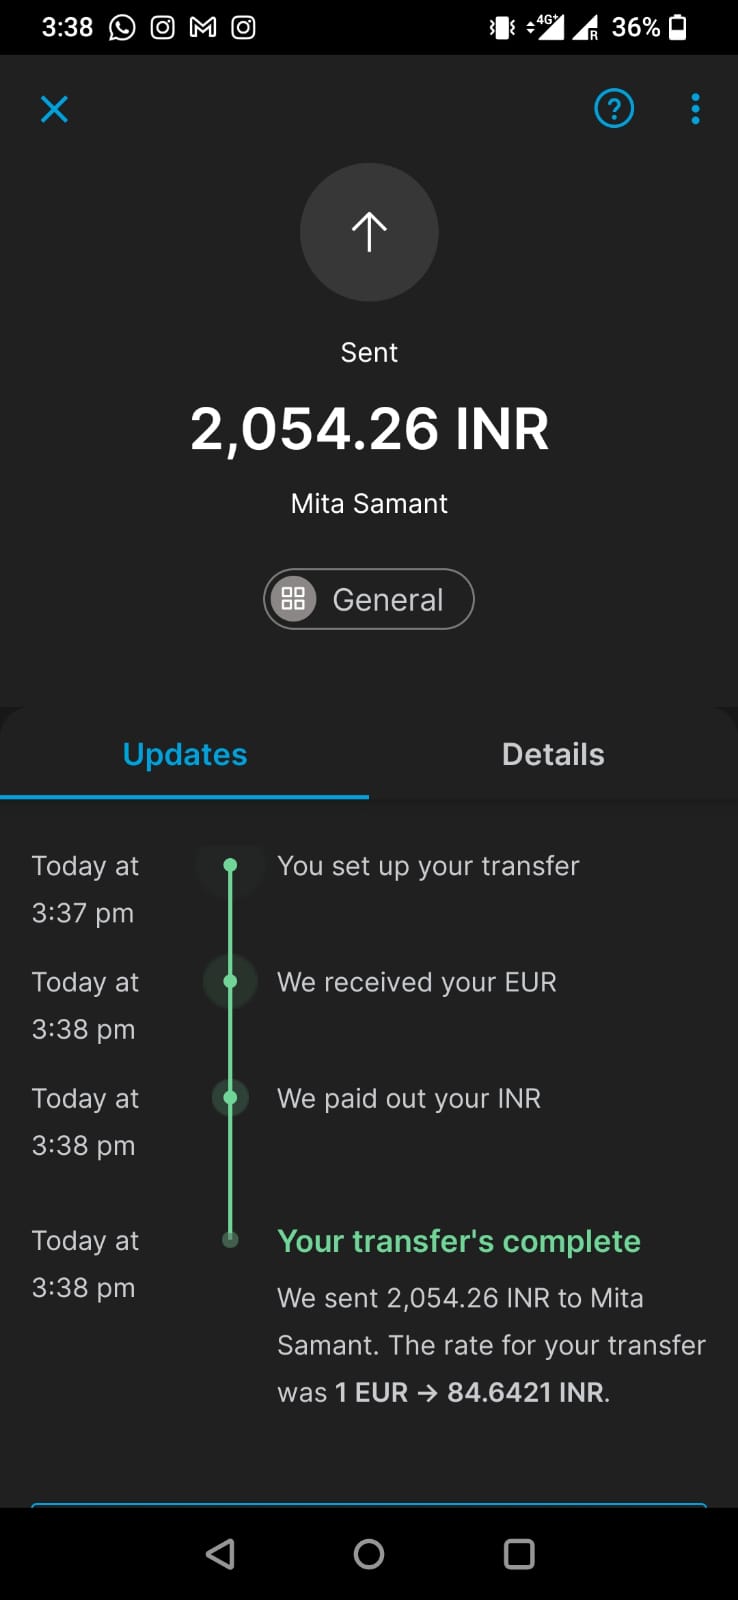 3:38 4G+ R 36%
?
Sent
2,054.26 INR
Mita Samant
General
Updates Details
Today at You set up your transfer
3:37 pm
Today at We received your EUR
3:38 pm
Today at We paid out your INR
3:38 pm
Today at Your transfer's complete
3:38 pm We sent 2,054.26 INR to Mita
Samant. The rate for your transfer
was 1 EUR → 84.6421 INR.